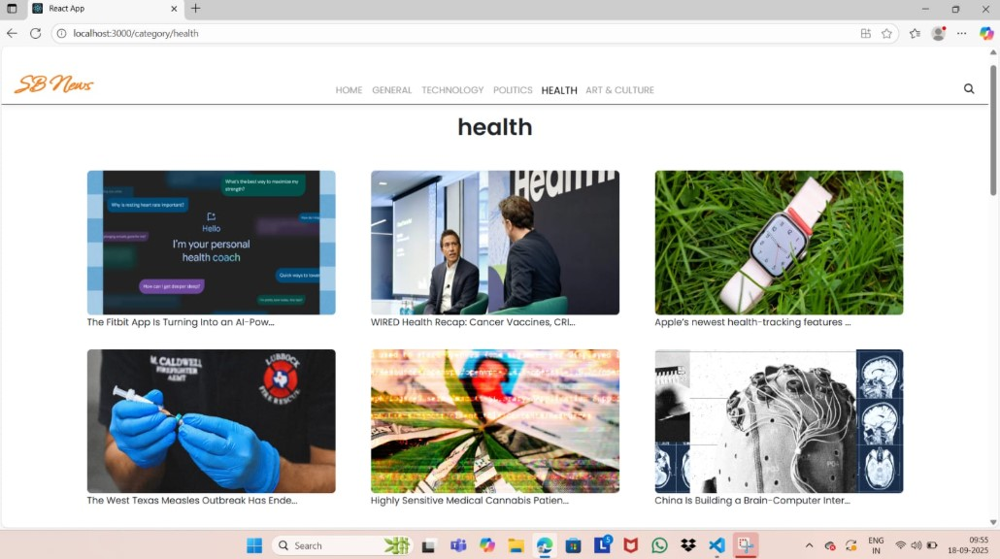 React App
localhost:3000/category/health
SB News
HOME GENERAL TECHNOLOGY POLITICS HEALTH ART & CULTURE
health
What's the best way to maximize my
strength?
Why is resting heart rate important?
Hello
I'm your personal
health coach
Quick ways to
How can I get deeper sleep?
Health
The Fitbit App Is Turning Into an AI-Pow...
WIRED Health Recap: Cancer Vaccines, CRI...
Apple's newest health-tracking features ...
M. CALDWELL
FIREFIGHTER
AEMT
LUBBOCK
FIRE RESCUE
The West Texas Measles Outbreak Has Ende...
Highly Sensitive Medical Cannabis Patien...
China Is Building a Brain-Computer Inter...
Search
5
ENG
IN
09:55
18-09-2025